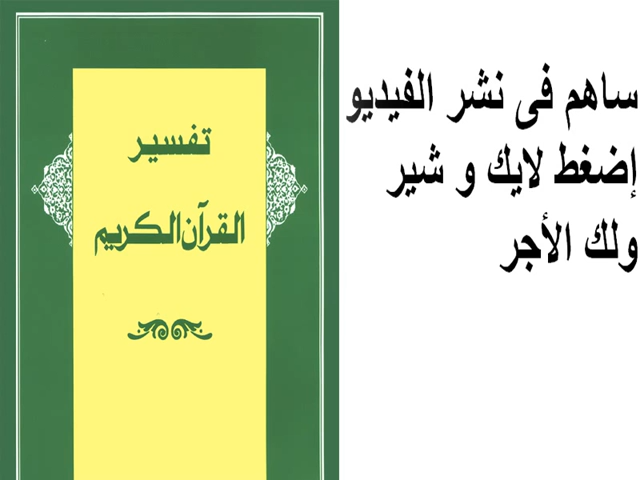 تفسير
القرآن الكريم
ساهم فى نشر الفيديو
إضغط لايك و شير
ولك الأجر